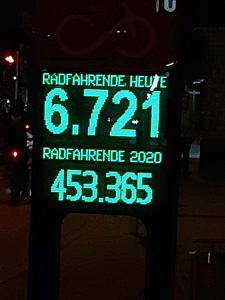 RADFAHRENDE HEUTE
6.721
RADFAHRENDE 2020
453.365